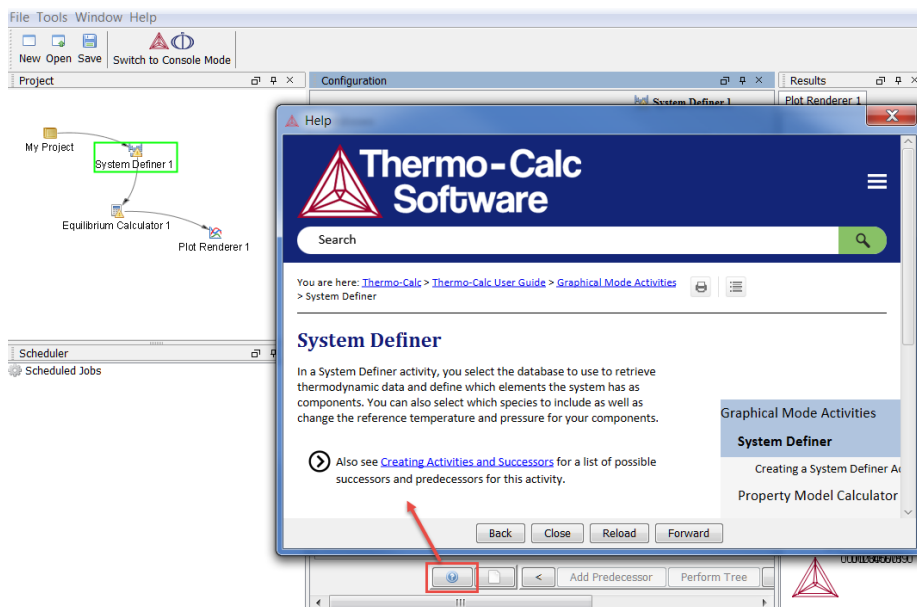 File Tools Window Help
New Open Save Switch to Console Mode
Project
Configuration
Results
System Definer 1
Plot Renderer 1
My Project
System Definer 1
Equilibrium Calculator 1
Plot Renderer 1
Scheduler
Scheduled Jobs
Help
Thermo-Calc
Software
Search
You are here: Thermo-Calc > Thermo-Calc User Guide > Graphical Mode Activities
> System Definer
System Definer
In a System Definer activity, you select the database to use to retrieve
thermodynamic data and define which elements the system has as
components. You can also select which species to include as well as
change the reference temperature and pressure for your components.
Also see Creating Activities and Successors for a list of possible
successors and predecessors for this activity.
Graphical Mode Activities
System Definer
Creating a System Definer
Property Model Calculator
Back Close Reload Forward
< Add Predecessor Perform Tree